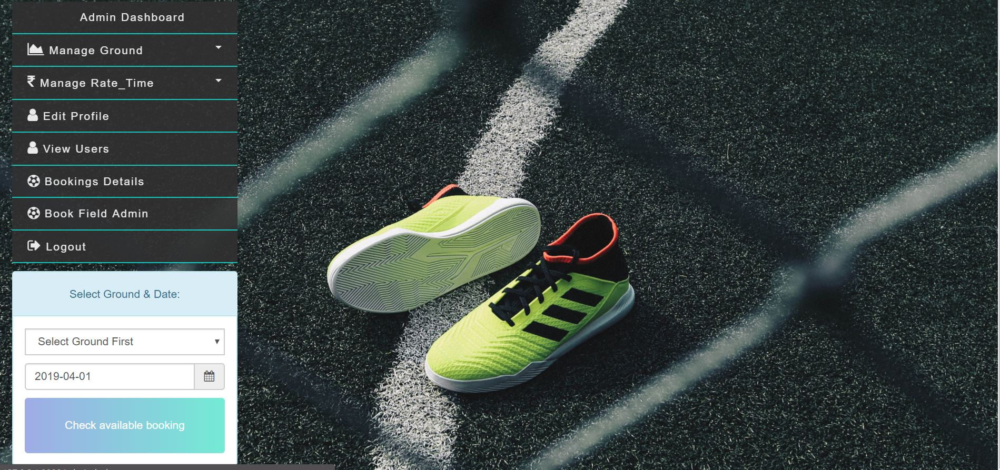 Admin Dashboard
Manage Ground
Manage Rate_Time
Edit Profile
View Users
Bookings Details
Book Field Admin
Logout
Select Ground & Date:
Select Ground First
2019-04-01
Check available booking